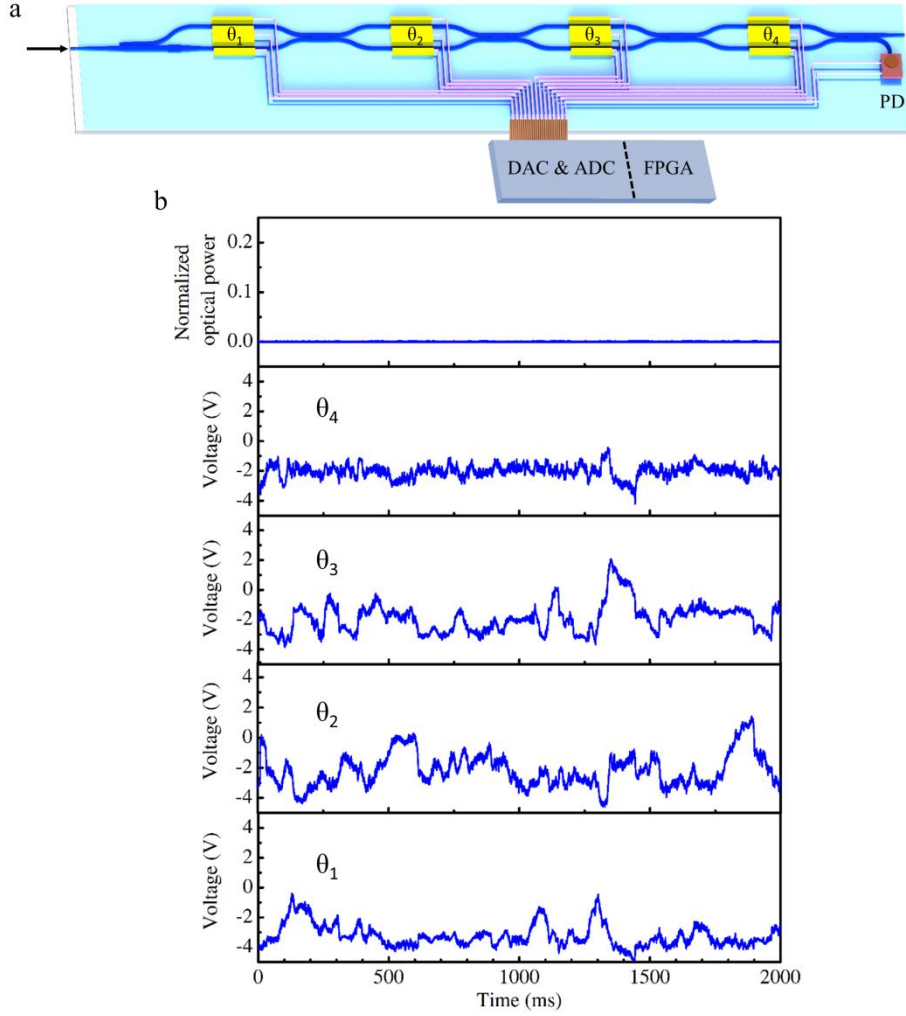 a
θ1 θ2 θ3 θ4
PD
DAC & ADC FPGA
b
Normalized
optical power
0.2
0.1
0.0
Voltage (V)
4
2
0
-2
-4
θ4
Voltage (V)
4
2
0
-2
-4
θ3
Voltage (V)
4
2
0
-2
-4
θ2
Voltage (V)
4
2
0
-2
-4
θ1
0 500 1000 1500 2000
Time (ms)